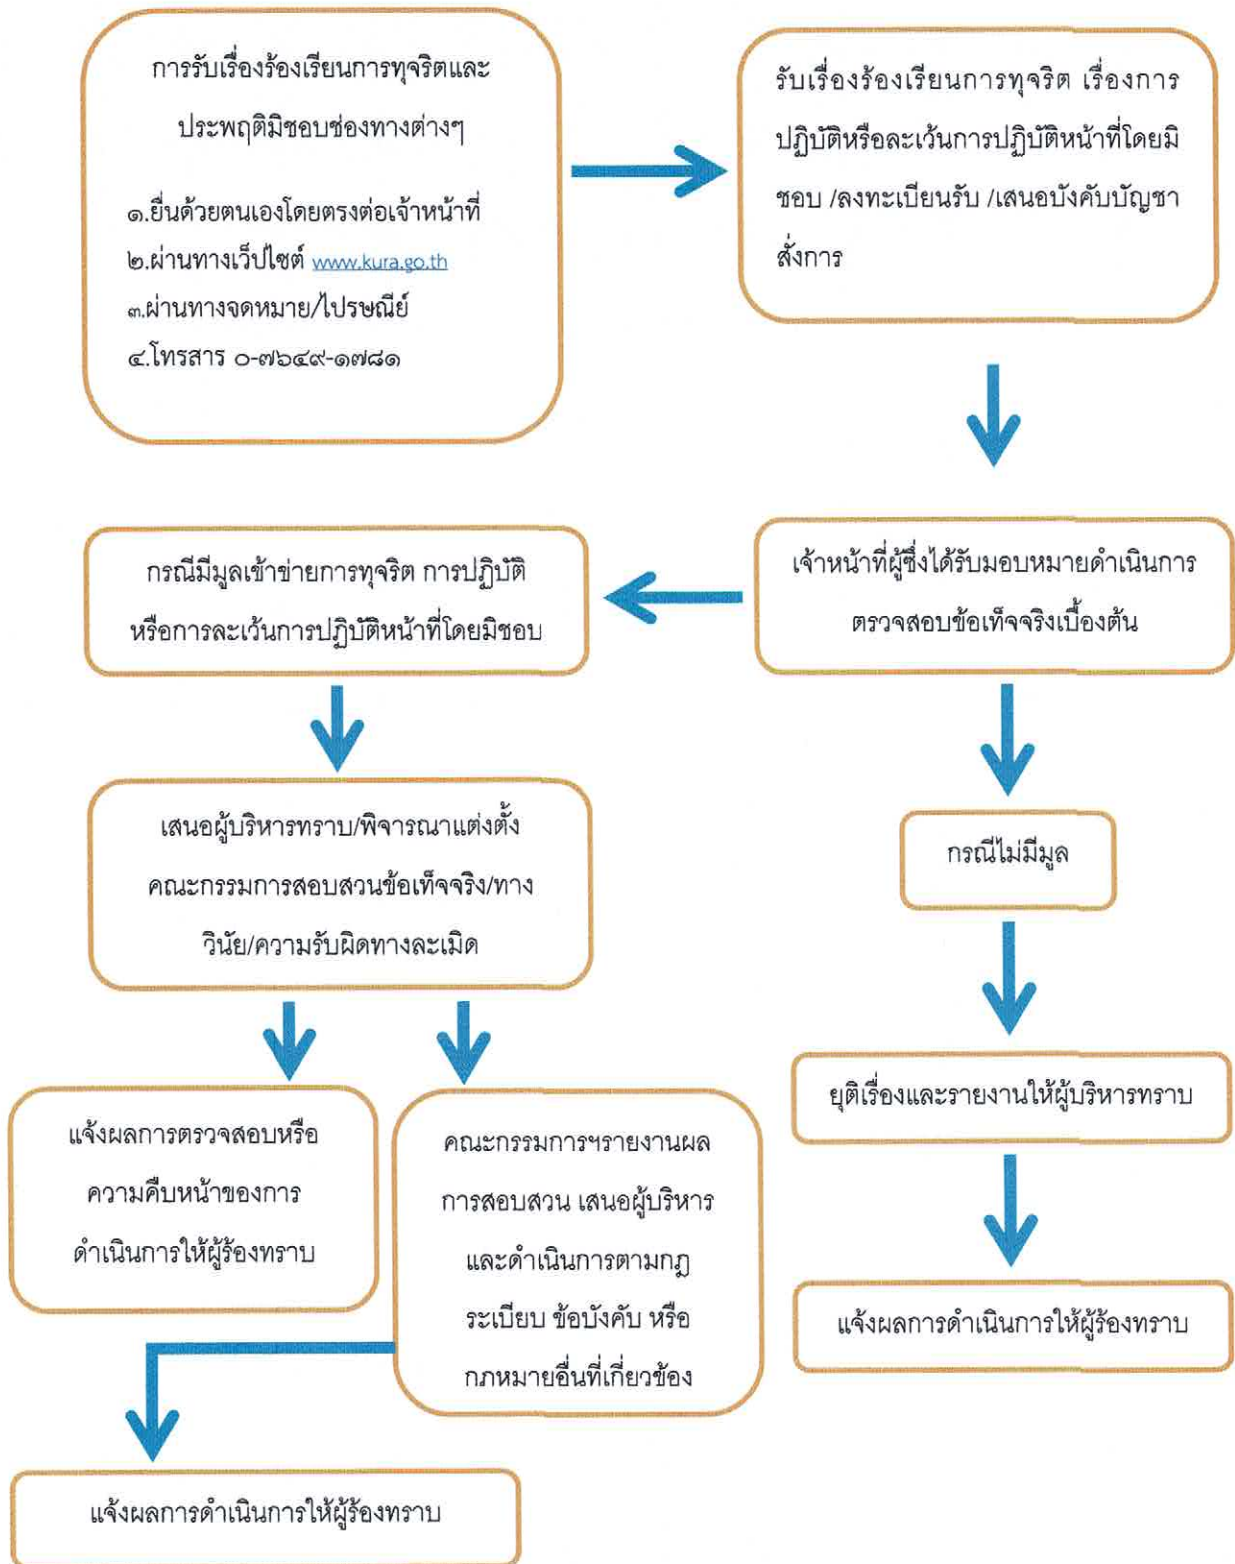 การรับเรื่องร้องเรียนการทุจริตและ
ประพฤติมิชอบช่องทางต่างๆ
๑.ยื่นด้วยตนเองโดยตรงต่อเจ้าหน้าที่
๒.ผ่านทางเว็ปไซต์ www.kura.go.th
๓.ผ่านทางจดหมาย/ไปรษณีย์
๔.โทรสาร ๐-๗๖๔๙-๑๗๘๑
รับเรื่องร้องเรียนการทุจริต เรื่องการ
ปฏิบัติหรือละเว้นการปฏิบัติหน้าที่โดยมิ
ชอบ /ลงทะเบียนรับ /เสนอบังคับบัญชา
สั่งการ
เจ้าหน้าที่ผู้ซึ่งได้รับมอบหมายดำเนินการ
ตรวจสอบข้อเท็จจริงเบื้องต้น
กรณีมีมูลเข้าข่ายการทุจริต การปฏิบัติ
หรือการละเว้นการปฏิบัติหน้าที่โดยมิชอบ
เสนอผู้บริหารทราบ/พิจารณาแต่งตั้ง
คณะกรรมการสอบสวนข้อเท็จจริง/ทาง
วินัย/ความรับผิดทางละเมิด
กรณีไม่มีมูล
ยุติเรื่องและรายงานให้ผู้บริหารทราบ
แจ้งผลการดำเนินการให้ผู้ร้องทราบ
แจ้งผลการตรวจสอบหรือ
ความคืบหน้าของการ
ดำเนินการให้ผู้ร้องทราบ
คณะกรรมการฯรายงานผล
การสอบสวน เสนอผู้บริหาร
และดำเนินการตามกฎ
ระเบียบ ข้อบังคับ หรือ
กภหมายอื่นที่เกี่ยวข้อง
แจ้งผลการดำเนินการให้ผู้ร้องทราบ